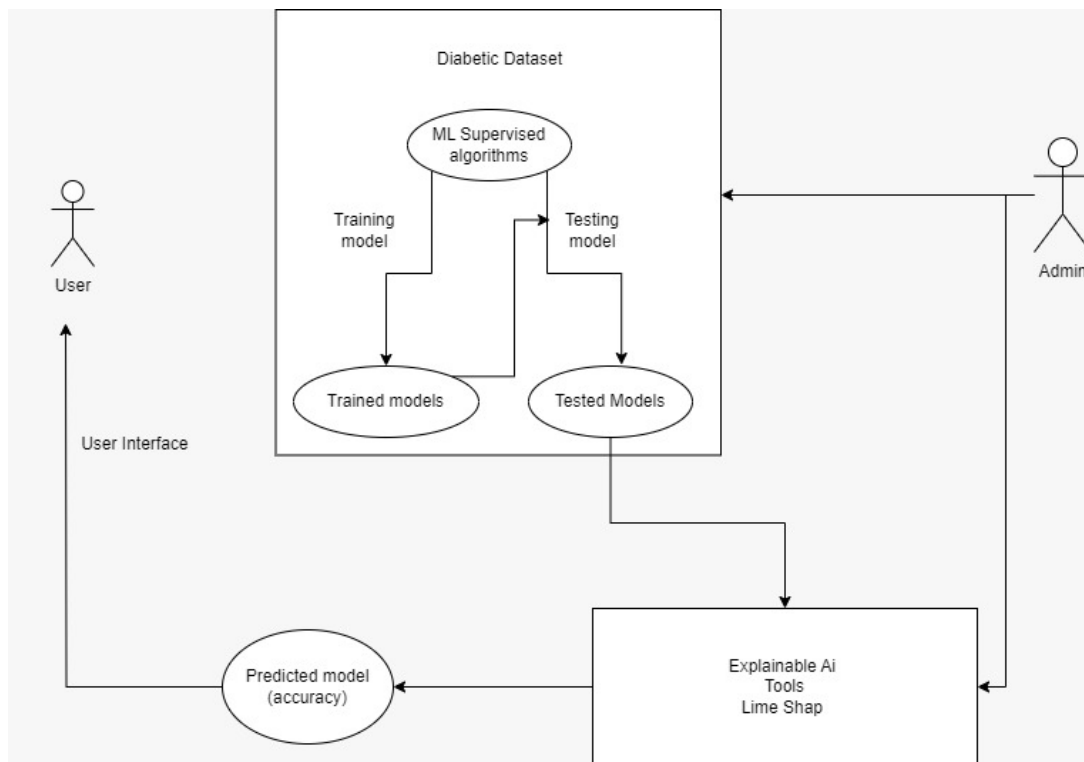 Diabetic Dataset
ML Supervised
algorithms
Training
model
Testing
model
User
Admin
Trained models
Tested Models
User Interface
Predicted model
(accuracy)
Explainable Ai
Tools
Lime Shap